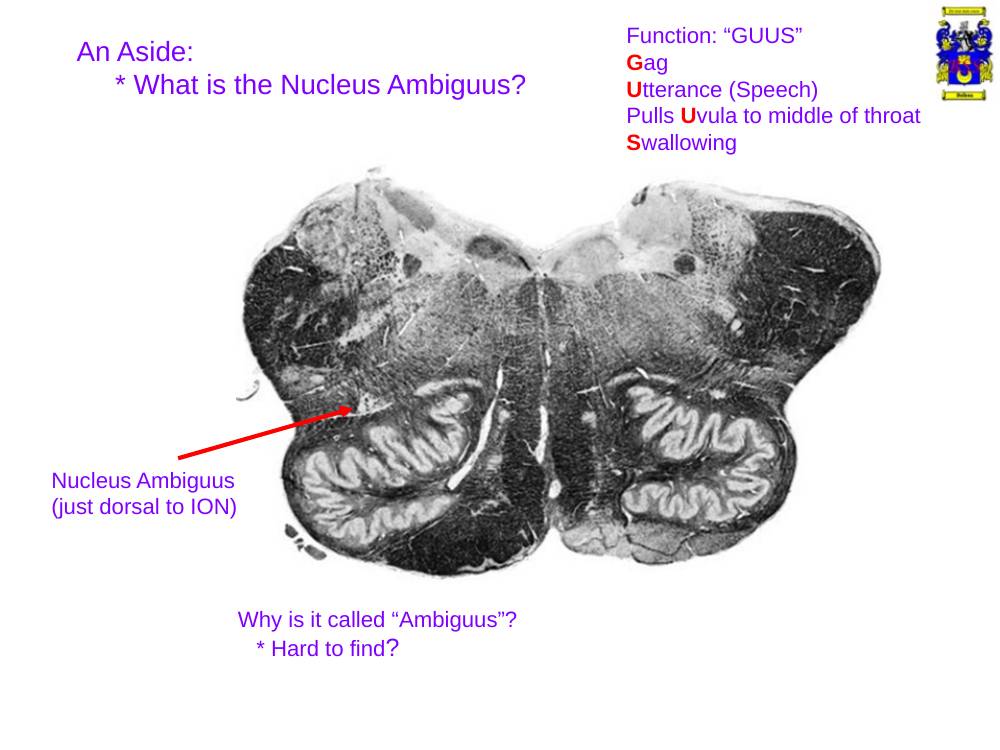 An Aside:
* What is the Nucleus Ambiguus?
Function: “GUUS”
Gag
Utterance (Speech)
Pulls Uvula to middle of throat
Swallowing
Nucleus Ambiguus
(just dorsal to ION)
Why is it called “Ambiguus”?
* Hard to find?